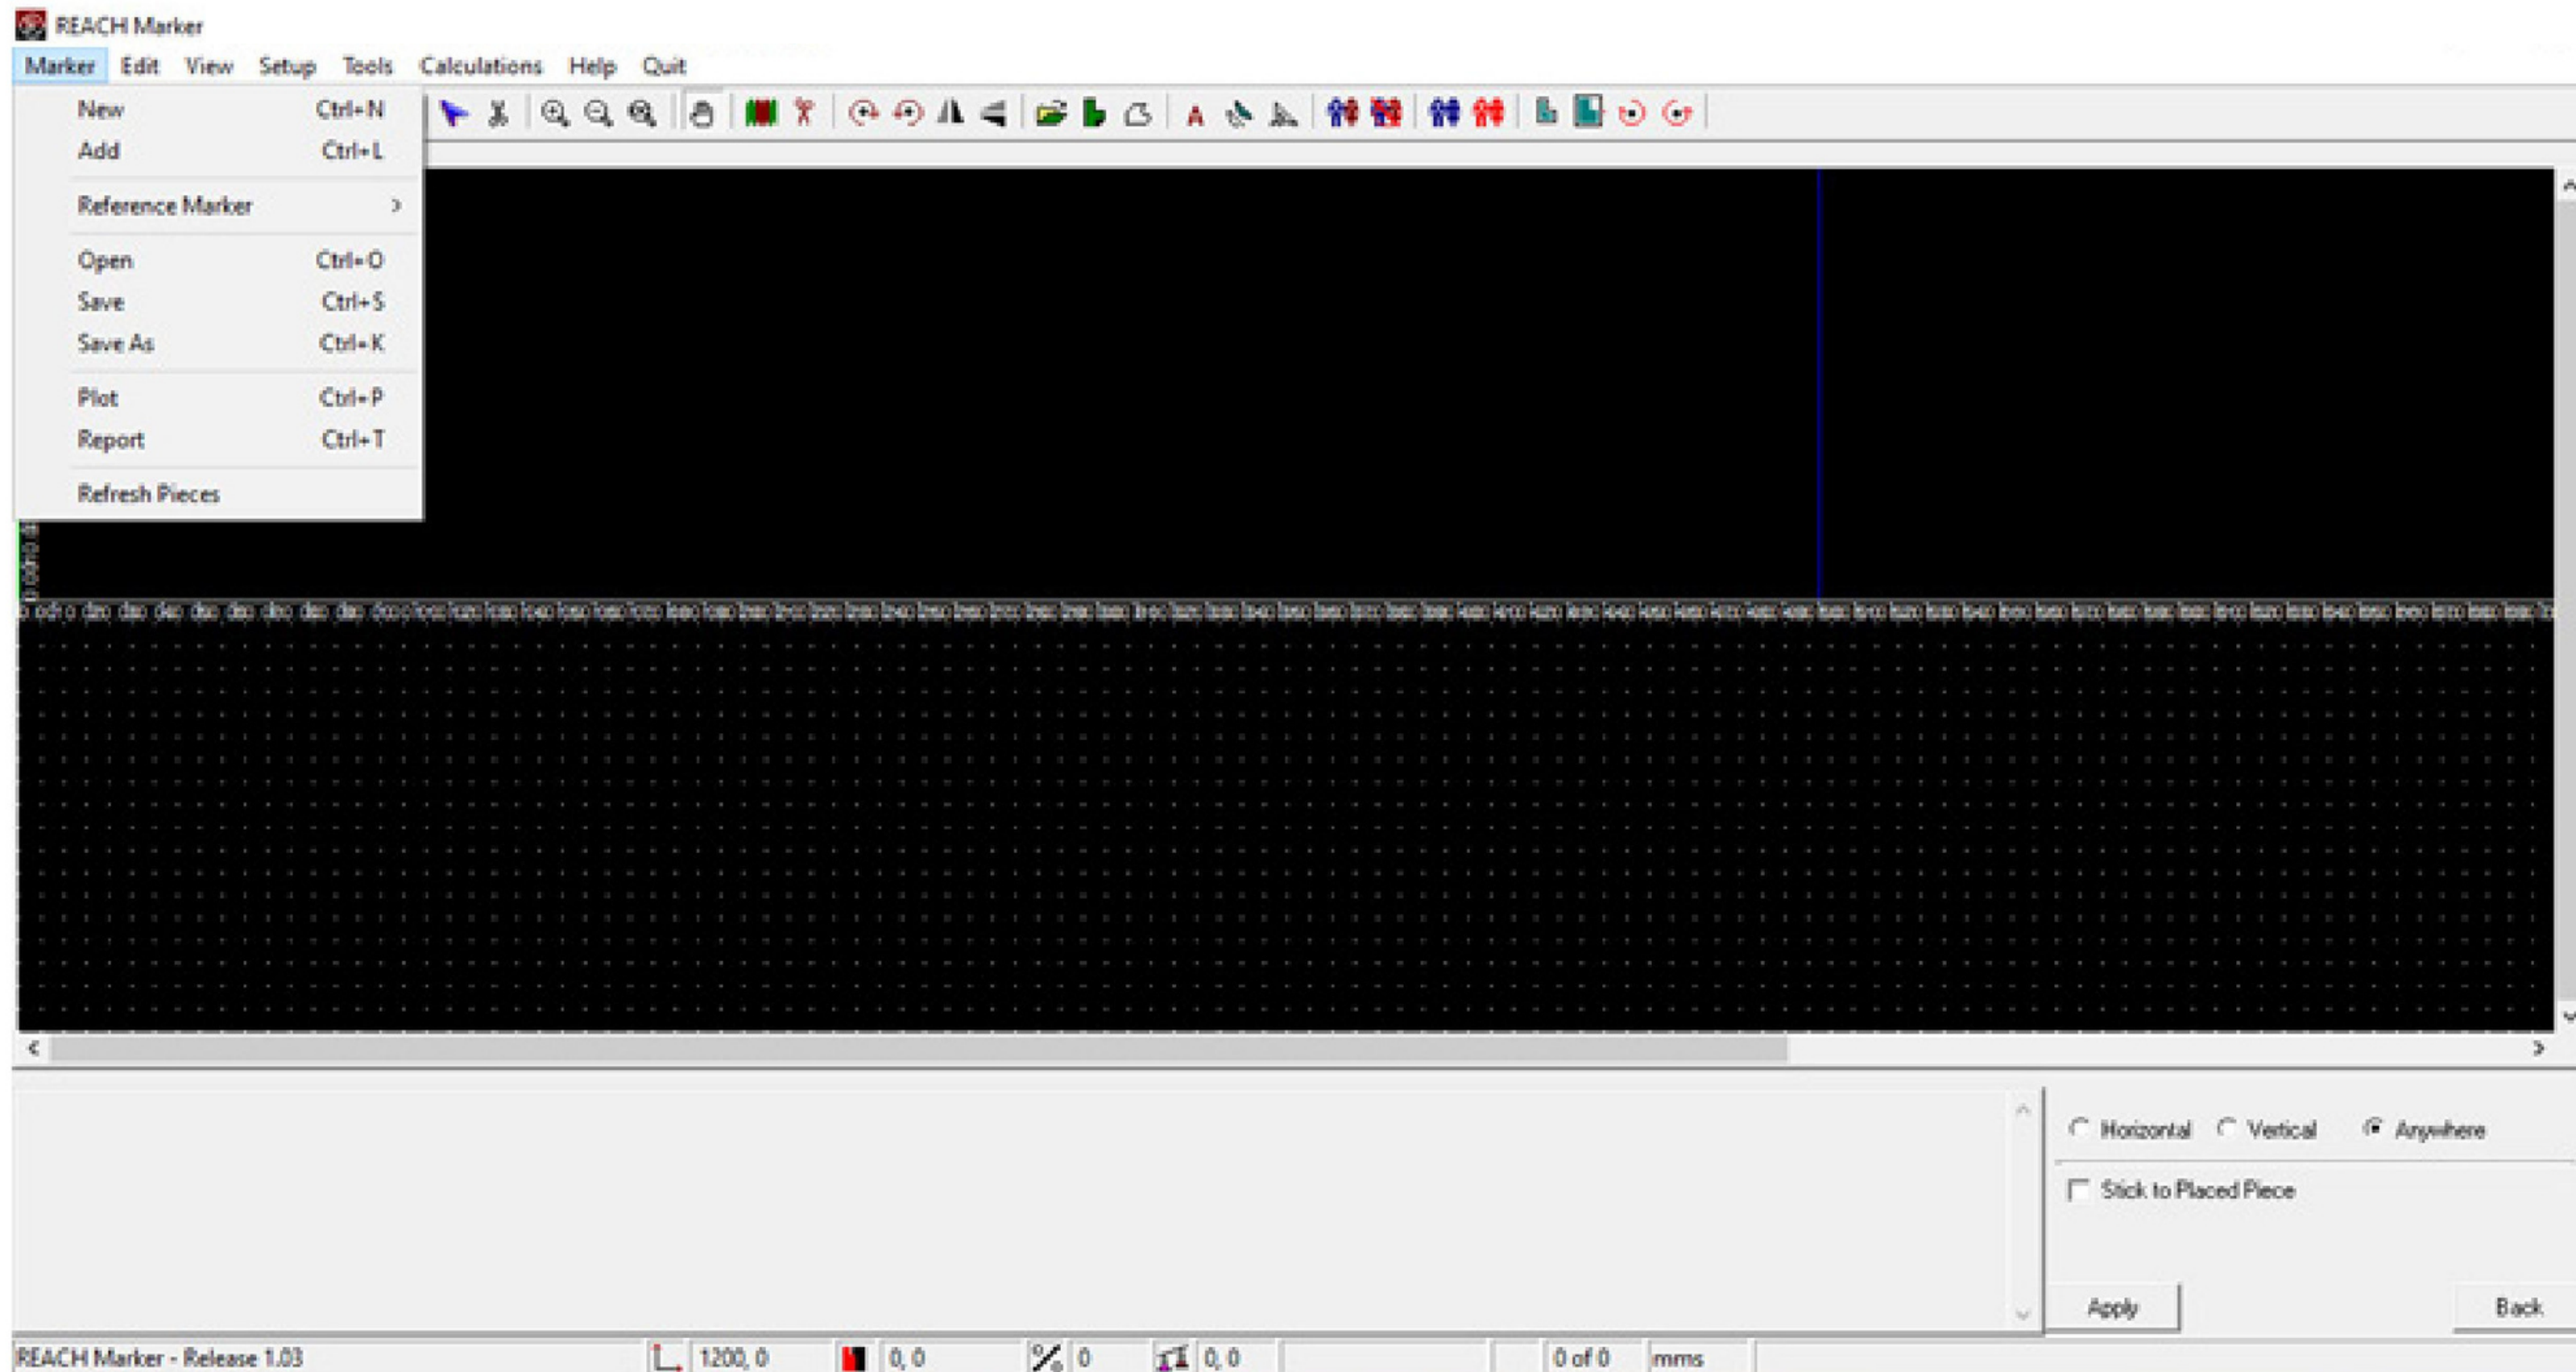 REACH Marker
Marker Edit View Setup Tools Calculations Help Quit
New Ctrl+N
Add Ctrl+L
Reference Marker
Open Ctrl+O
Save Ctrl+S
Save As Ctrl+K
Plot Ctrl+P
Report Ctrl+T
Refresh Pieces
Horizontal Vertical Anywhere
Stick to Placed Piece
Apply Back
REACH Marker - Release 1.03 1200, 0 0, 0 0 0, 0 0 of 0 mms